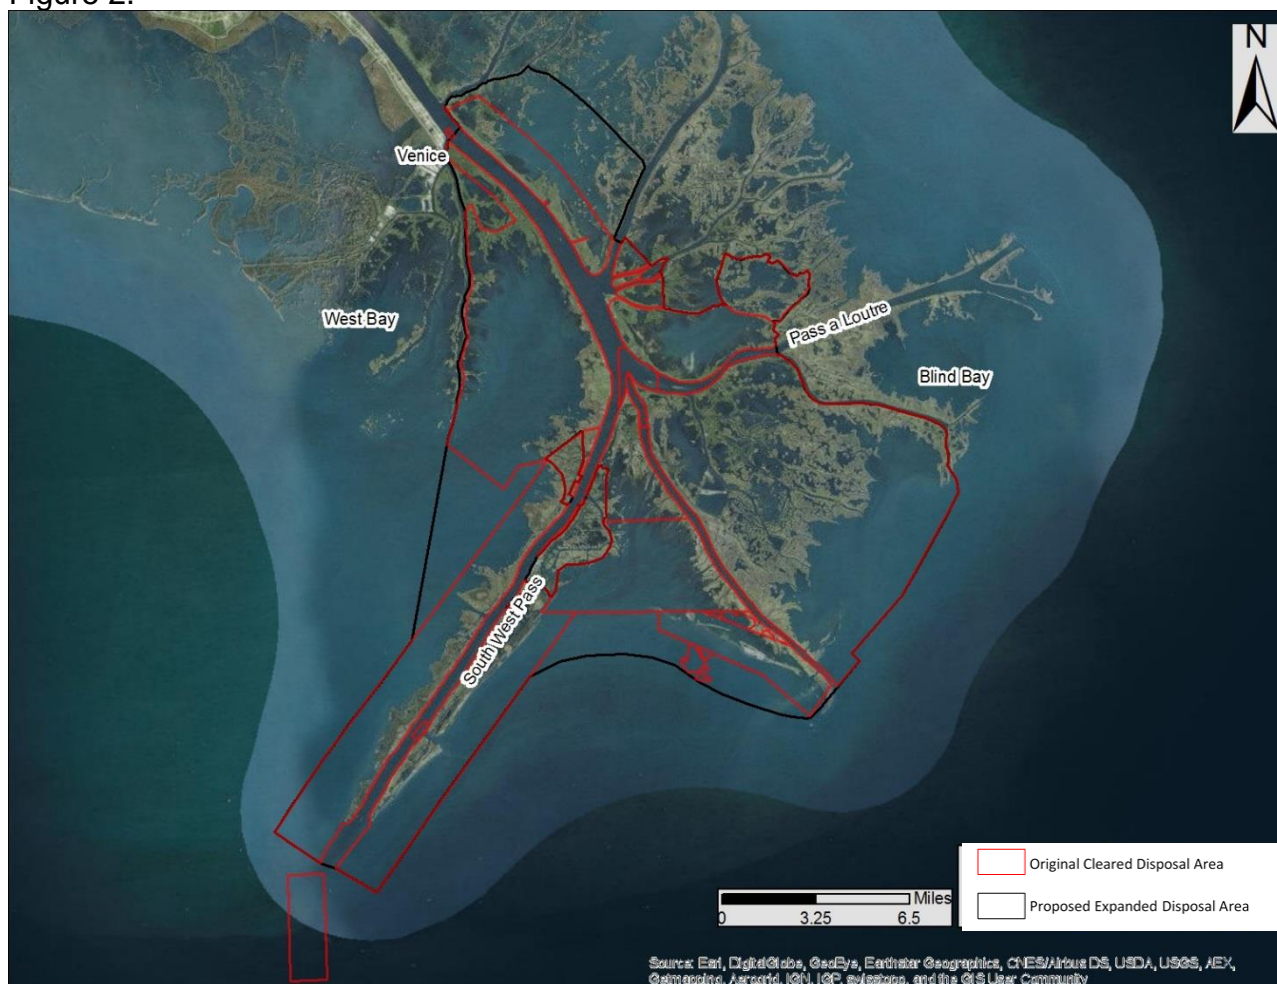 Figure 2.
N
Venice
West Bay
Pass a Loutre
Blind Bay
South West Pass
Original Cleared Disposal Area
Miles
0 3.25 6.5
Proposed Expanded Disposal Area
Source: Esri, DigitalGlobe, GeoEye, Earthstar Geographics, CNES/Airbus DS, USDA, USGS, AEX,
Getmapping, Aerogrid, IGN, IGP, swisstopo, and the GIS User Community